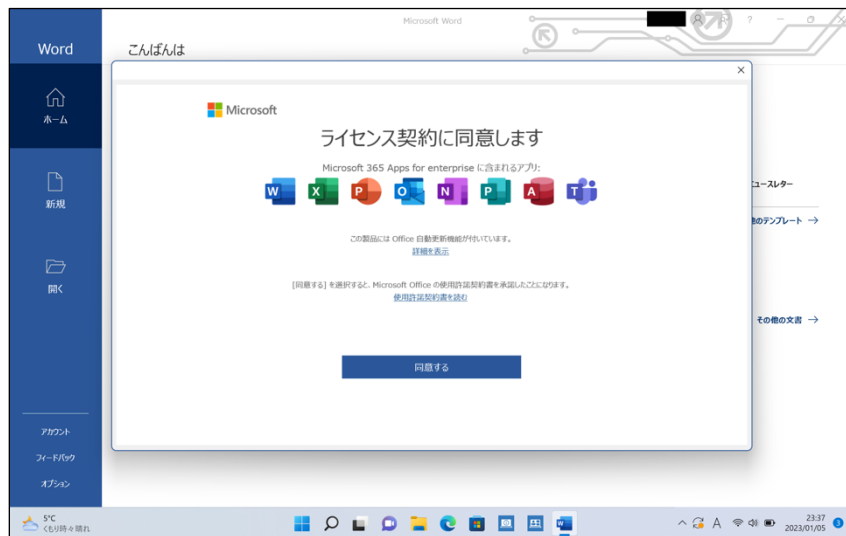 Microsoft Word
?
Word
こんばんは
ホーム
新規
開く
アカウント
フィードバック
オプション
Microsoft
ライセンス契約に同意します
Microsoft 365 Apps for enterprise に含まれるアプリ:
W X P O N P A T
この製品には Office 自動更新機能が付いています。
詳細を表示
[同意する] を選択すると、Microsoft Office の使用許諾契約書を承諾したことになります。
使用許諾契約書を読む
同意する
ュースレター
他のテンプレート →
その他の文書 →
5°C
くもり時々晴れ
A
23:37
2023/01/05
3